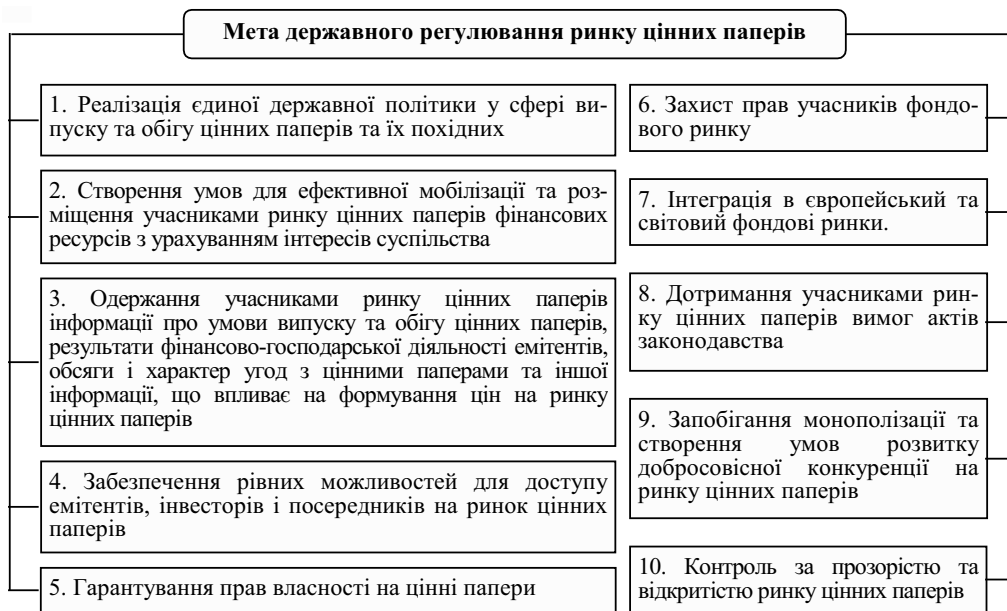 Мета державного регулювання ринку цінних паперів
1. Реалізація єдиної державної політики у сфері ви-
пуску та обігу цінних паперів та їх похідних
2. Створення умов для ефективної мобілізації та роз-
міщення учасниками ринку цінних паперів фінансових
ресурсів з урахуванням інтересів суспільства
3. Одержання учасниками ринку цінних паперів
інформації про умови випуску та обігу цінних паперів,
результати фінансово-господарської діяльності емітентів,
обсяги і характер угод з цінними паперами та іншої
інформації, що впливає на формування цін на ринку
цінних паперів
4. Забезпечення рівних можливостей для доступу
емітентів, інвесторів і посередників на ринок цінних
паперів
5. Гарантування прав власності на цінні папери
6. Захист прав учасників фондо-
вого ринку
7. Інтеграція в європейський та
світовий фондові ринки.
8. Дотримання учасниками рин-
ку цінних паперів вимог актів
законодавства
9. Запобігання монополізації та
створення умов розвитку
добросовісної конкуренції на
ринку цінних паперів
10. Контроль за прозорістю та
відкритістю ринку цінних паперів